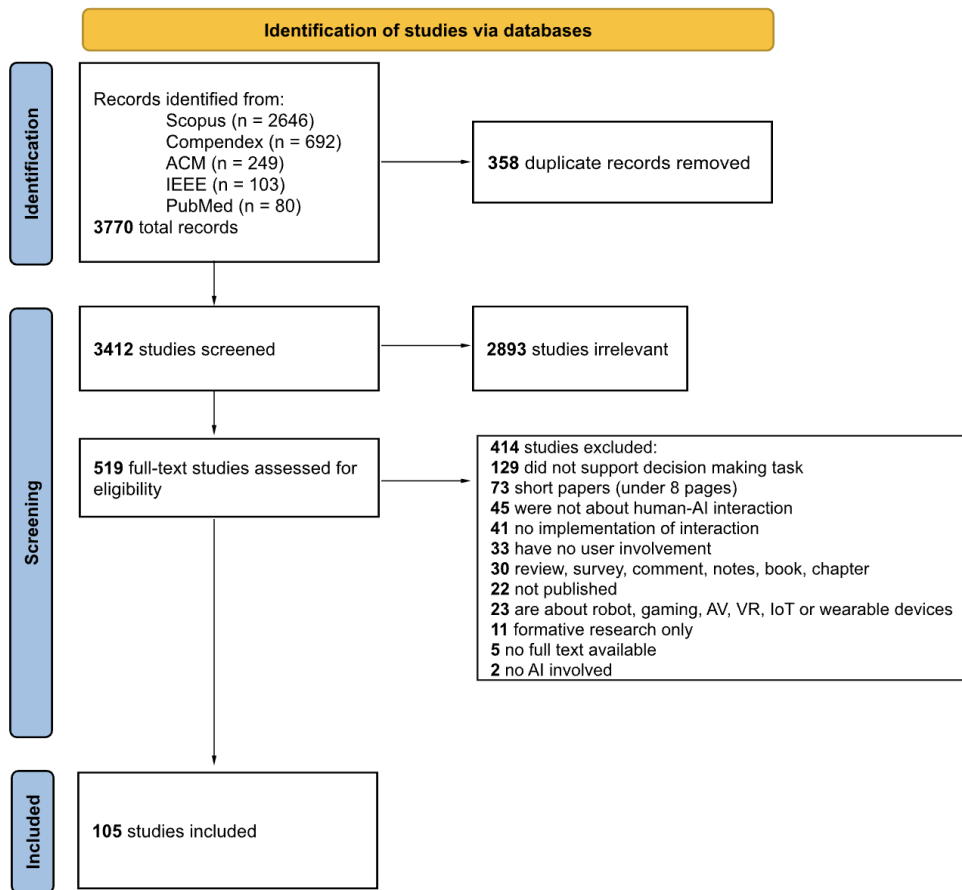 Identification of studies via databases
Identification
Records identified from:
Scopus (n = 2646)
Compendex (n = 692)
ACM (n = 249)
IEEE (n = 103)
PubMed (n = 80)
3770 total records
358 duplicate records removed
Screening
3412 studies screened
2893 studies irrelevant
519 full-text studies assessed for
eligibility
414 studies excluded:
129 did not support decision making task
73 short papers (under 8 pages)
45 were not about human-AI interaction
41 no implementation of interaction
33 have no user involvement
30 review, survey, comment, notes, book, chapter
22 not published
23 are about robot, gaming, AV, VR, IoT or wearable devices
11 formative research only
5 no full text available
2 no AI involved
Included
105 studies included